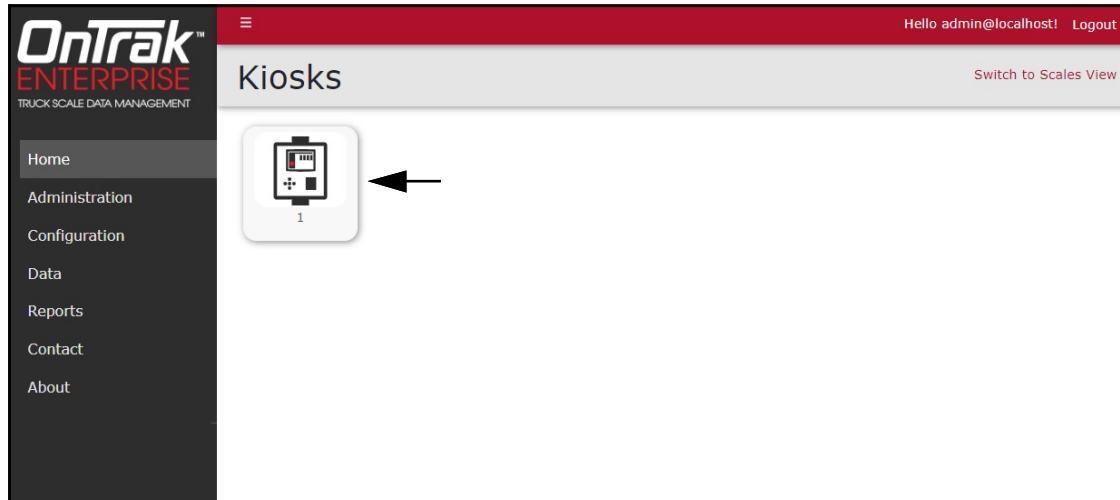 OnTrak™
ENTERPRISE
TRUCK SCALE DATA MANAGEMENT
☰
Hello admin@localhost! Logout
Kiosks
Switch to Scales View
Home
Administration
Configuration
Data
Reports
Contact
About
1